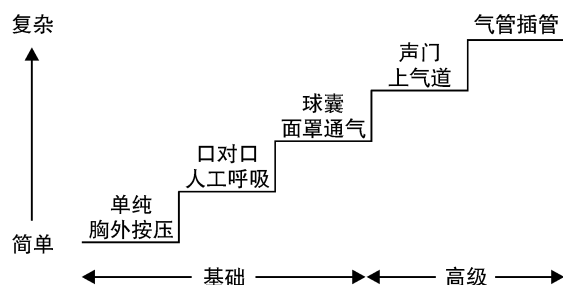 复杂
气管插管
声门
上气道
球囊
面罩通气
口对口
人工呼吸
单纯
胸外按压
简单
基础
高级